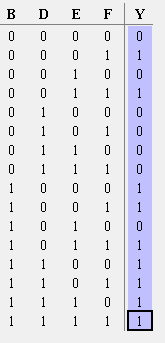 B D E F Y
0 0 0 0 0
0 0 0 1 1
0 0 1 0 0
0 0 1 1 1
0 1 0 0 0
0 1 0 1 0
0 1 1 0 0
0 1 1 1 0
1 0 0 0 1
1 0 0 1 1
1 0 1 0 0
1 0 1 1 1
1 1 0 0 1
1 1 0 1 1
1 1 1 0 1
1 1 1 1 1